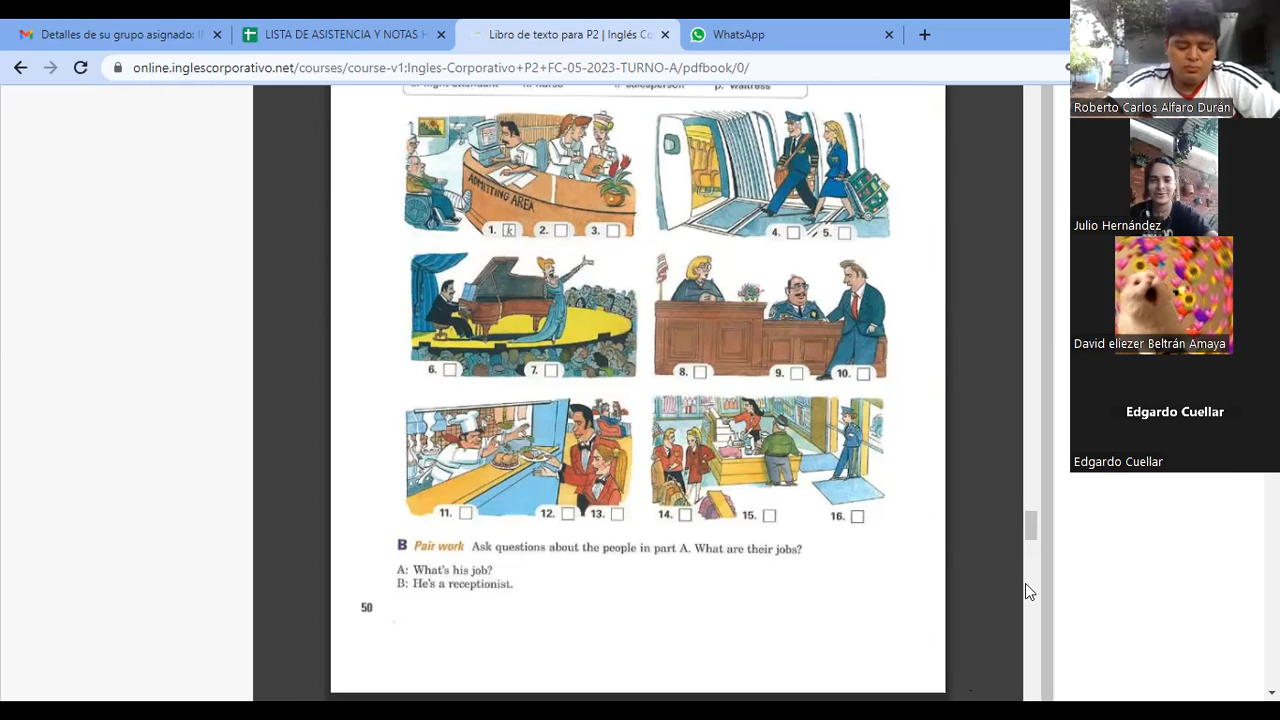 Detalles de su grupo asignado: I
LISTA DE ASISTENCIA Y NOTAS H
Libro de texto para P2 | Inglés Co
WhatsApp
online.inglescorporativo.net/courses/course-v1:Ingles-Corporativo+P2+FC-05-2023-TURNO-A/pdfbook/0/
ADMITTING AREA
1. k 2. 3.
4. 5.
6. 7.
8. 9. 10.
11. 12. 13.
14. 15. 16.
B Pair work Ask questions about the people in part A. What are their jobs?
A: What's his job?
B: He's a receptionist.
50
Roberto Carlos Alfaro Durán
Julio Hernández
David eliezer Beltrán Amaya
Edgardo Cuellar
Edgardo Cuellar